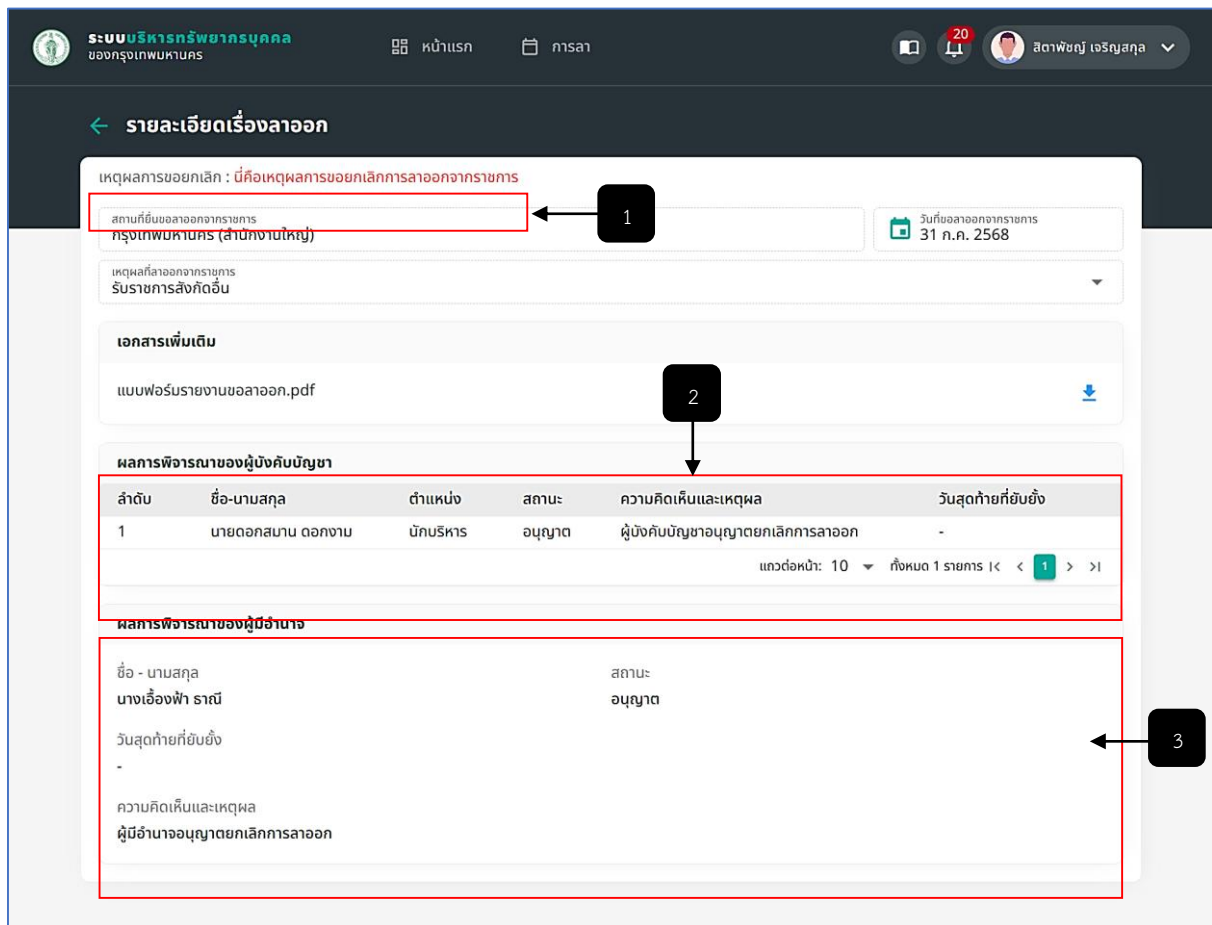 ระบบบริหารทรัพยากรบุคคล
ของกรุงเทพมหานคร
หน้าแรก
การลา
20
สิตาพัชญ์ เจริญสกุล
รายละเอียดเรื่องลาออก
เหตุผลการขอยกเลิก : นี่คือเหตุผลการขอยกเลิกการลาออกจากราชการ
1
สถานที่ยื่นขอลาออกจากราชการ
กรุงเทพมหานคร (สำนักงานใหญ่)
วันที่ขอลาออกจากราชการ
31 ก.ค. 2568
เหตุผลที่ลาออกจากราชการ
รับราชการสังกัดอื่น
เอกสารเพิ่มเติม
แบบฟอร์มรายงานขอลาออก.pdf
2
ผลการพิจารณาของผู้บังคับบัญชา
ลำดับ ชื่อ-นามสกุล ตำแหน่ง สถานะ ความคิดเห็นและเหตุผล วันสุดท้ายที่ยับยั้ง
1 นายดอกสมาน ดอกงาม นักบริหาร อนุญาต ผู้บังคับบัญชาอนุญาตยกเลิกการลาออก -
แถวต่อหน้า: 10 ทั้งหมด 1 รายการ |< < 1 > >|
ผลการพิจารณาของผู้มีอำนาจ
ชื่อ - นามสกุล สถานะ
นางเอื้องฟ้า ธาณี อนุญาต
3
วันสุดท้ายที่ยับยั้ง
-
ความคิดเห็นและเหตุผล
ผู้มีอำนาจอนุญาตยกเลิกการลาออก